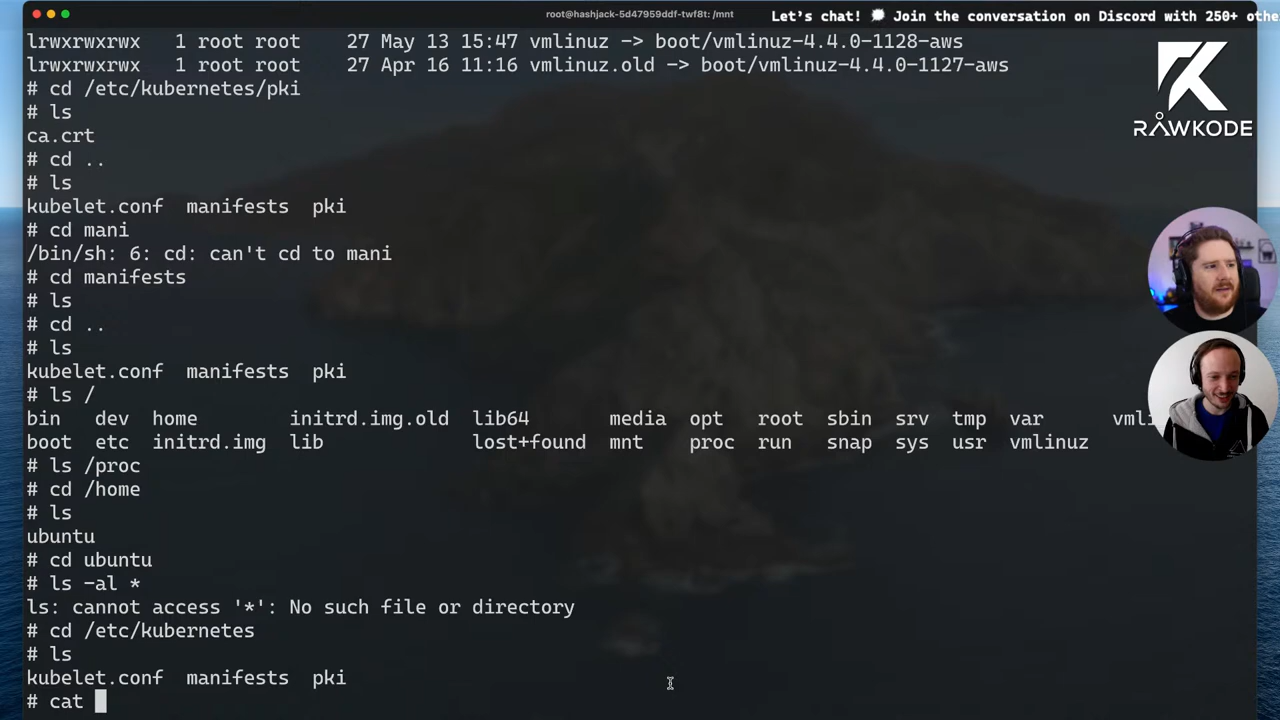 root@hashjack-5d47959ddf-twf8t: /mnt
Let's chat! Join the conversation on Discord with 250+ othe
lrwxrwxrwx 1 root root 27 May 13 15:47 vmlinuz -> boot/vmlinuz-4.4.0-1128-aws
lrwxrwxrwx 1 root root 27 Apr 16 11:16 vmlinuz.old -> boot/vmlinuz-4.4.0-1127-aws
# cd /etc/kubernetes/pki
# ls
ca.crt
# cd ..
# ls
kubelet.conf manifests pki
# cd mani
/bin/sh: 6: cd: can't cd to mani
# cd manifests
# ls
# cd ..
# ls
kubelet.conf manifests pki
# ls /
bin dev home initrd.img.old lib64 media opt root sbin srv tmp var vmli
boot etc initrd.img lib lost+found mnt proc run snap sys usr vmlinuz
# ls /proc
# cd /home
# ls
ubuntu
# cd ubuntu
# ls -al *
ls: cannot access '*': No such file or directory
# cd /etc/kubernetes
# ls
kubelet.conf manifests pki
# cat
RAWKODE